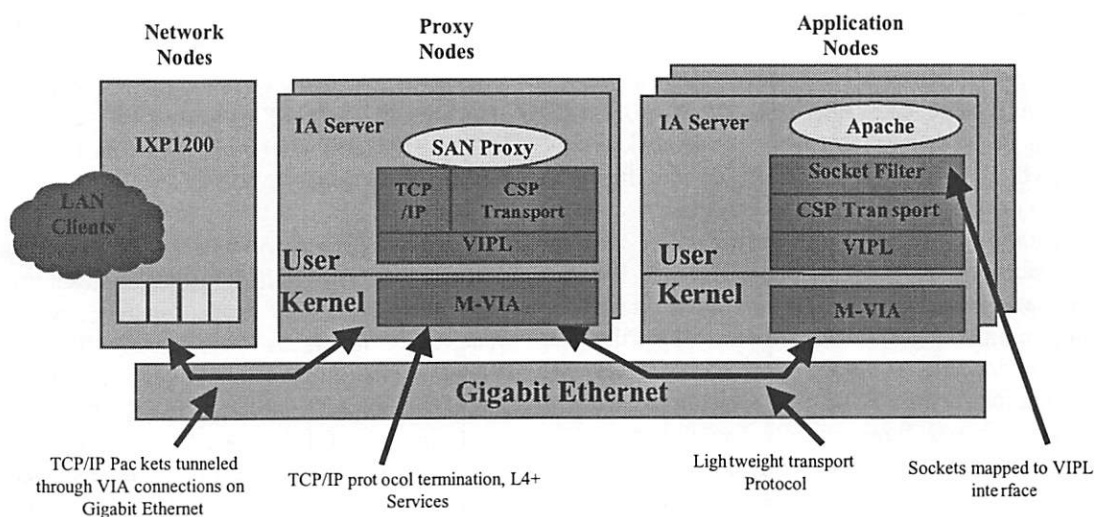 Network
Nodes
Proxy
Nodes
Application
Nodes
IXP1200
LAN
Clients
IA Server
SAN Proxy
TCP
/IP
CSP
Transport
VIPL
User
Kernel
M-VIA
IA Server
Apache
Socket Filter
CSP Transport
VIPL
User
Kernel
M-VIA
Gigabit Ethernet
TCP/IP Pac kets tunneled
through VIA connections on
Gigabit Ethernet
TCP/IP prot ocol termination, L4+
Services
Lightweight transport
Protocol
Sockets mapped to VIPL
inte rface